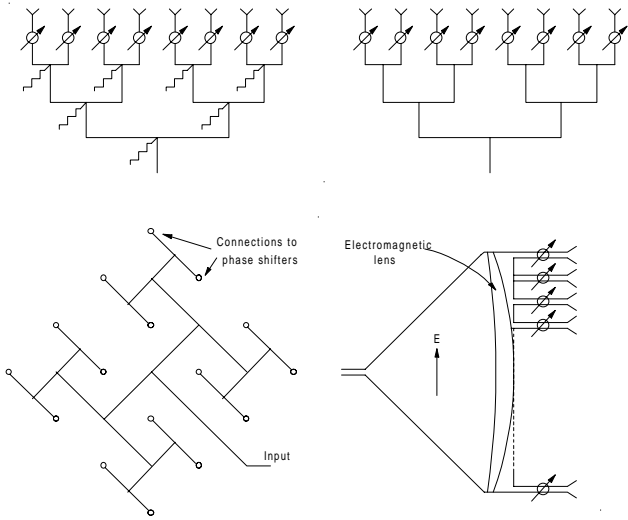 Connections to
phase shifters
Electromagnetic
lens
E
Input